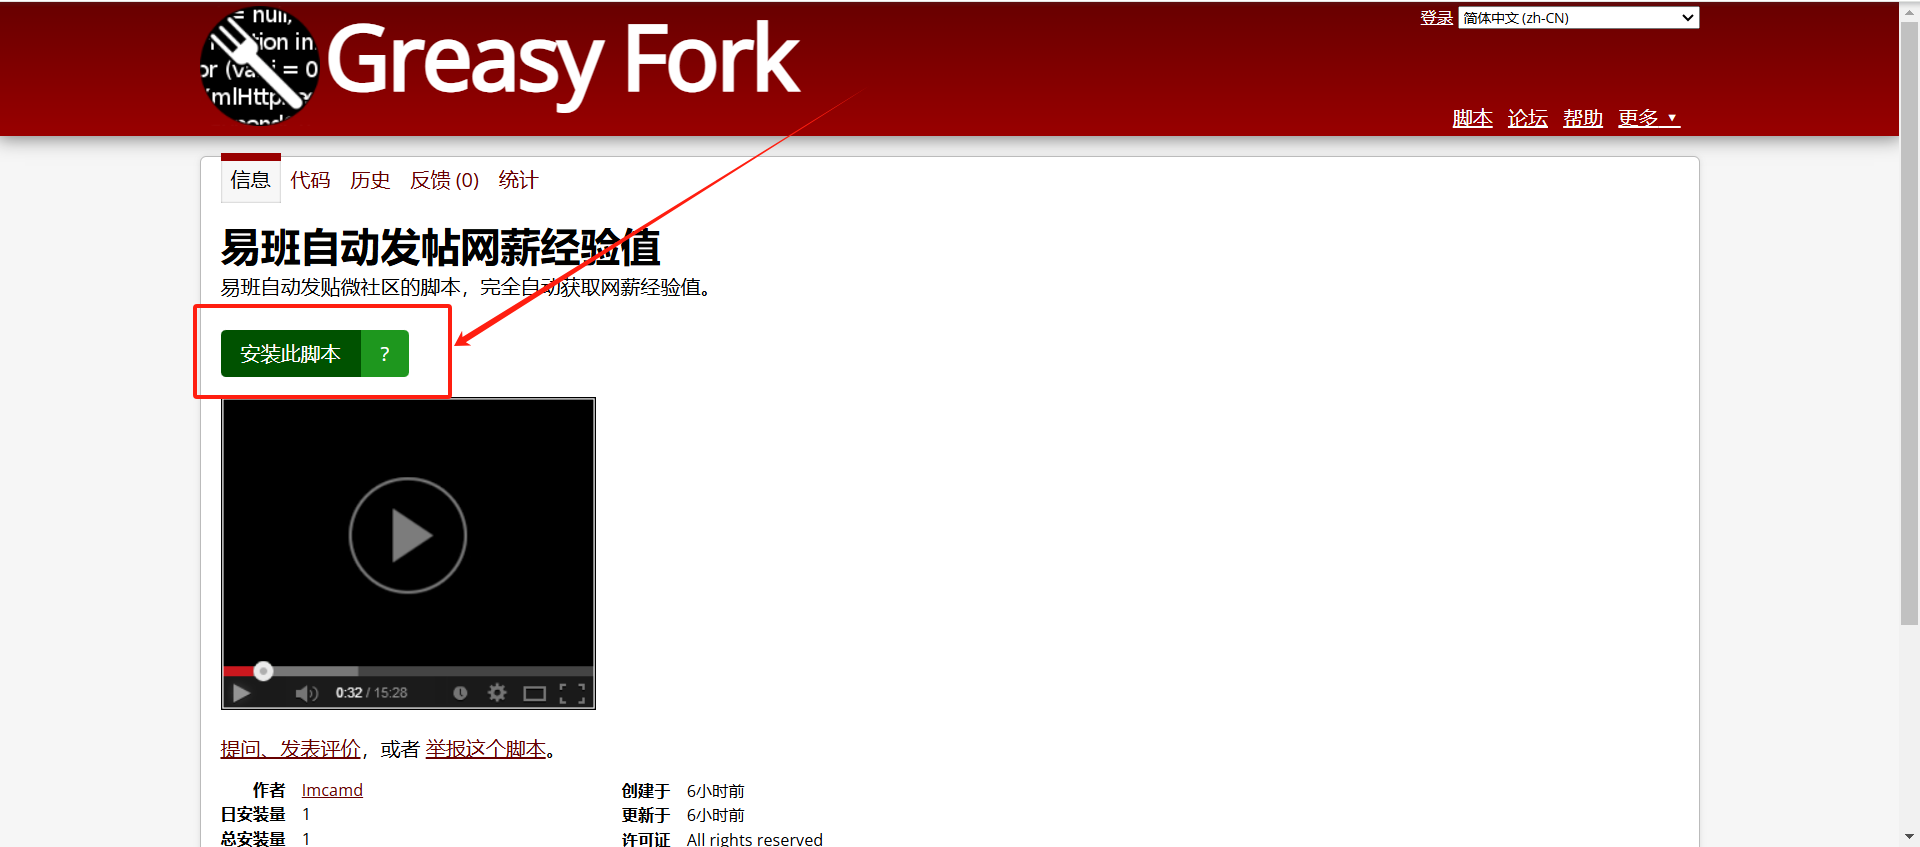 = null,
tion in
or (va i = 0
mlHttp
Greasy Fork
登录 简体中文 (zh-CN)
脚本 论坛 帮助 更多 ▼
信息 代码 历史 反馈 (0) 统计
易班自动发帖网薪经验值
易班自动发贴微社区的脚本，完全自动获取网薪经验值。
安装此脚本 ?
0:32 / 15:28
提问、发表评价，或者 举报这个脚本。
作者 lmcamd 创建于 6小时前
日安装量 1 更新于 6小时前
总安装量 1 许可证 All rights reserved